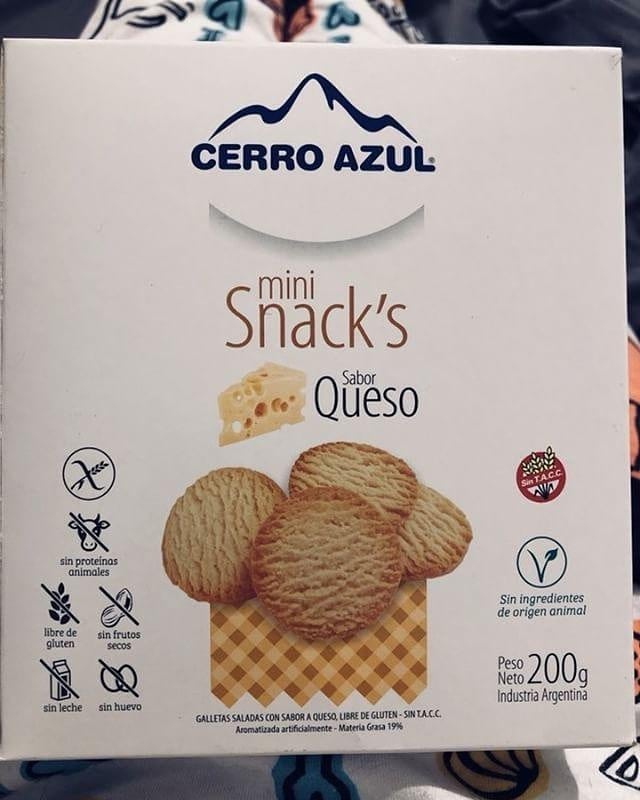 CERRO AZUL®
mini
Snack's
Sabor
Queso
sin proteínas
animales
libre de
gluten
sin frutos
secos
sin leche
sin huevo
Sin T.A.C.C.
Sin ingredientes
de origen animal
Peso
Neto 200g
Industria Argentina
GALLETAS SALADAS CON SABOR A QUESO, LIBRE DE GLUTEN - SIN T.A.C.C.
Aromatizada artificialmente - Materia Grasa 19%